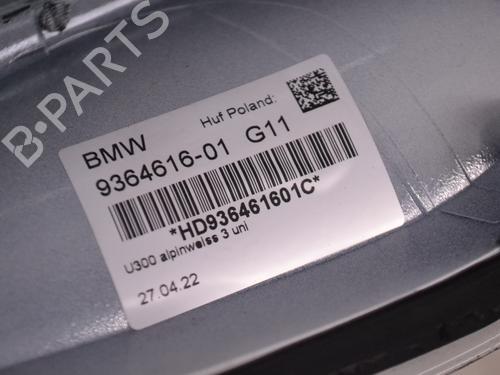 B-PARTS
BMW
Huf Poland:
9364616-01 G11
*HD936461601C*
U300 alpinweiss 3 uni
27.04.22